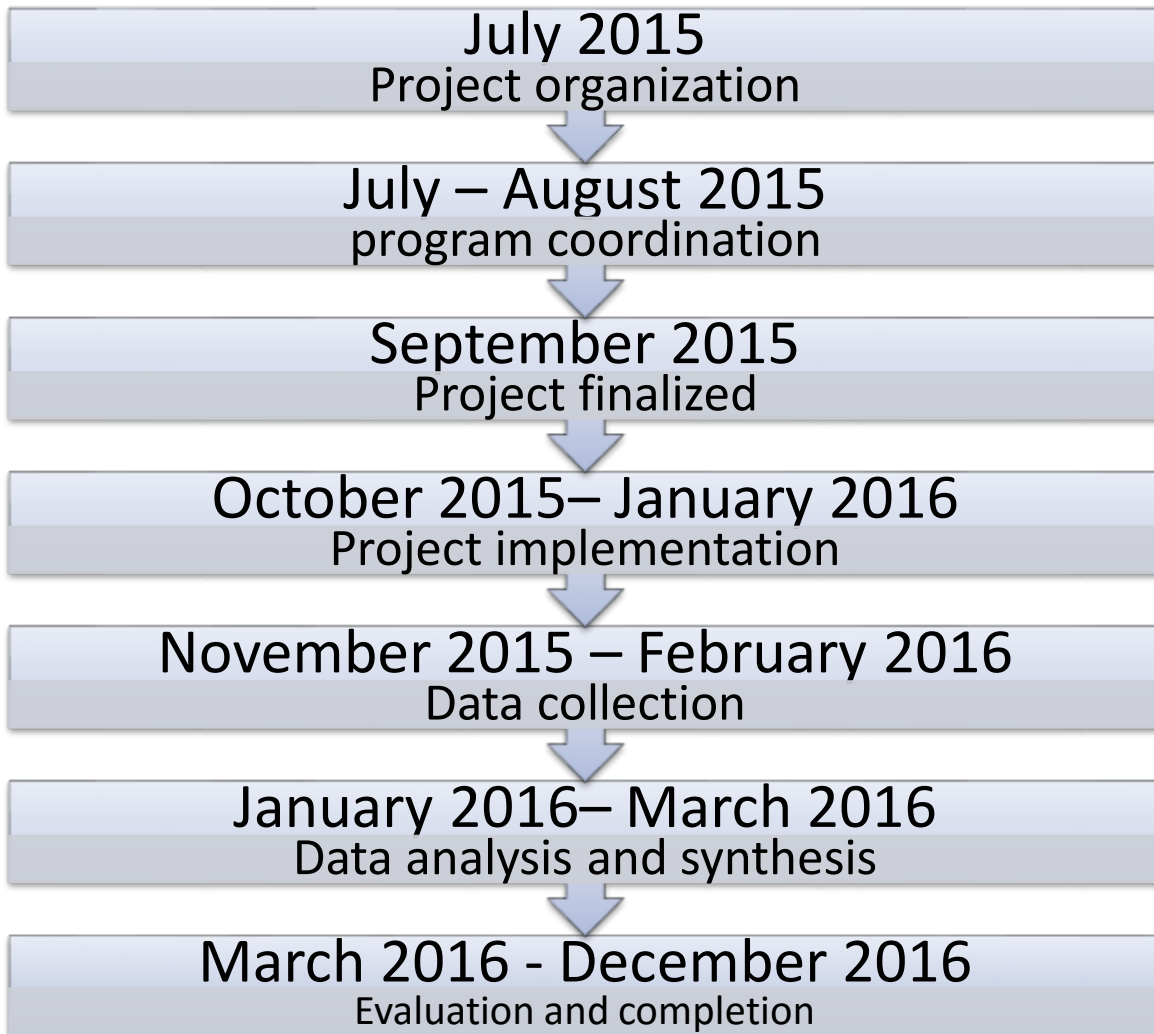 July 2015
Project organization
July – August 2015
program coordination
September 2015
Project finalized
October 2015– January 2016
Project implementation
November 2015 – February 2016
Data collection
January 2016– March 2016
Data analysis and synthesis
March 2016 - December 2016
Evaluation and completion